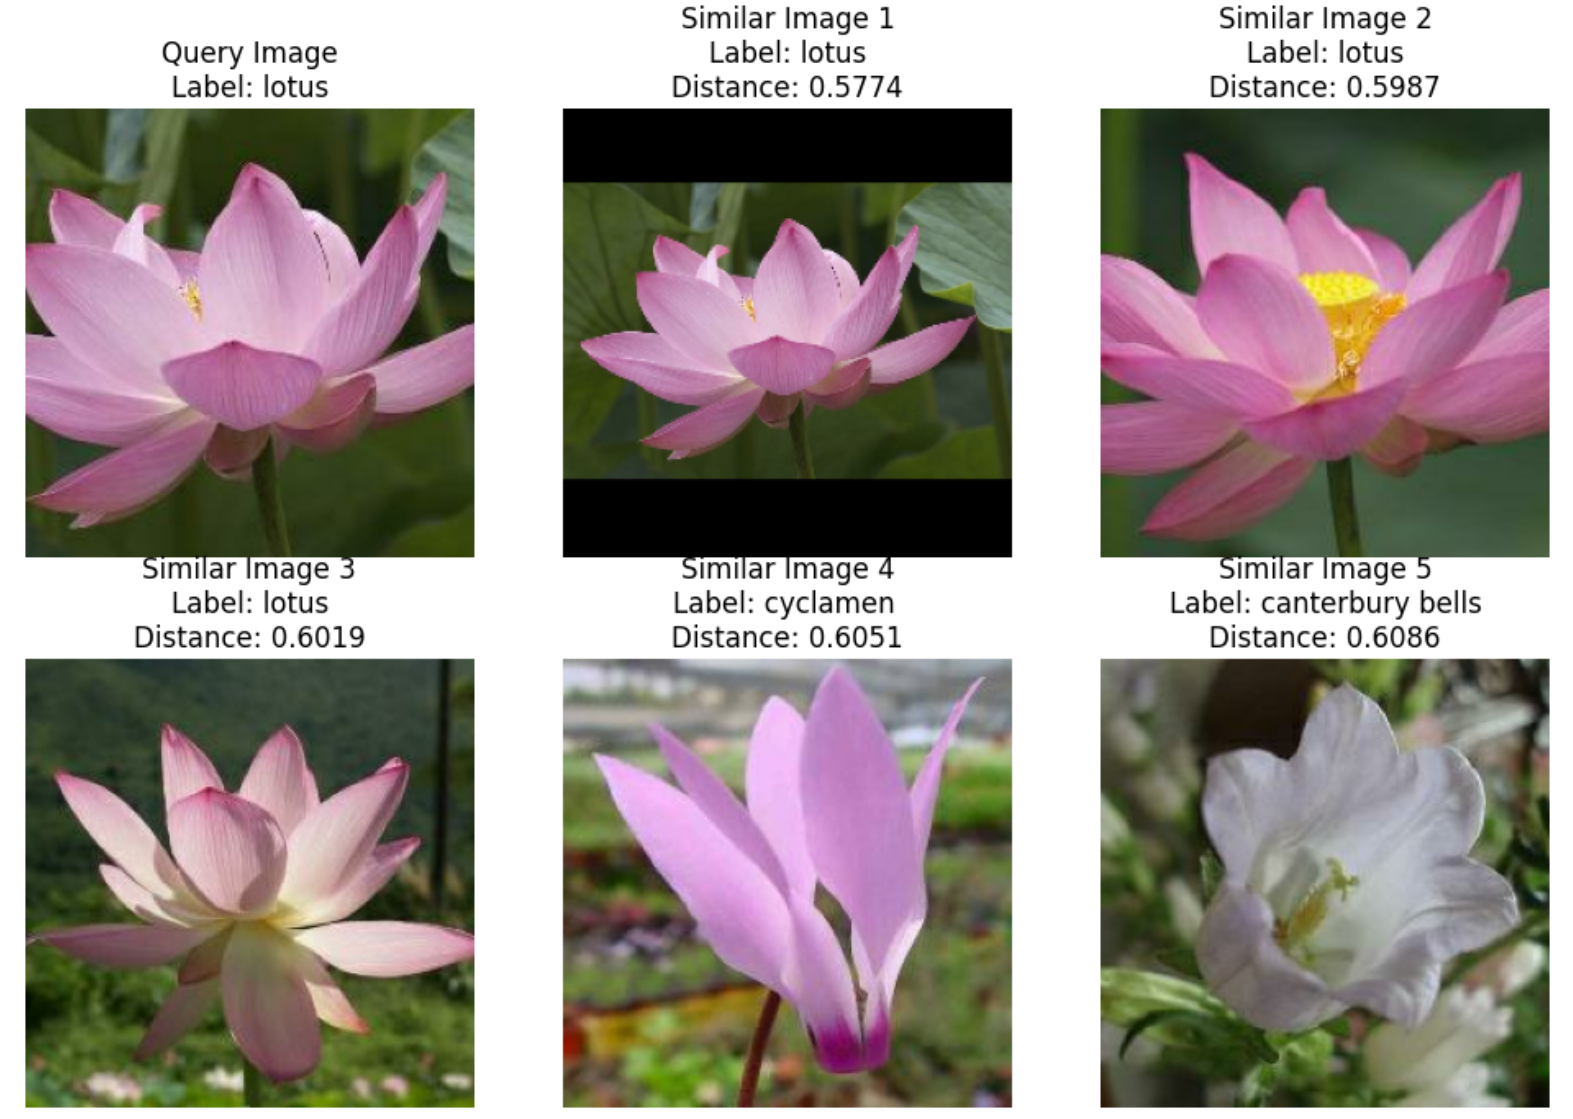 Query Image
Label: lotus
Similar Image 1
Label: lotus
Distance: 0.5774
Similar Image 2
Label: lotus
Distance: 0.5987
Similar Image 3
Label: lotus
Distance: 0.6019
Similar Image 4
Label: cyclamen
Distance: 0.6051
Similar Image 5
Label: canterbury bells
Distance: 0.6086